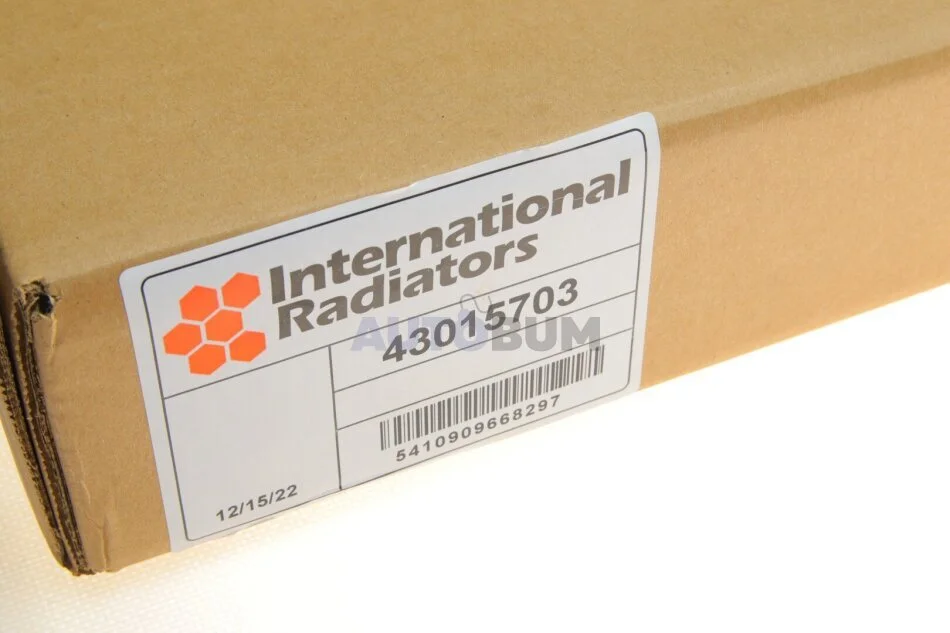 International
Radiators
43015703
AUTOBUM
5410909668297
12/15/22